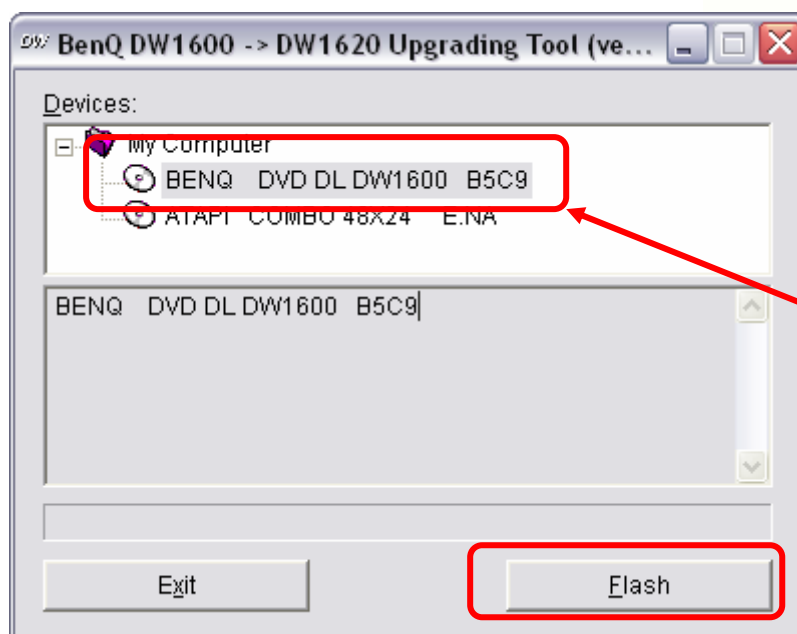 DW BenQ DW1600 -> DW1620 Upgrading Tool (ve...
Devices:
My Computer
BENQ DVD DL DW1600 B5C9
ATAPI COMBO 48X24 E.NA
BENQ DVD DL DW1600 B5C9
Exit
Flash